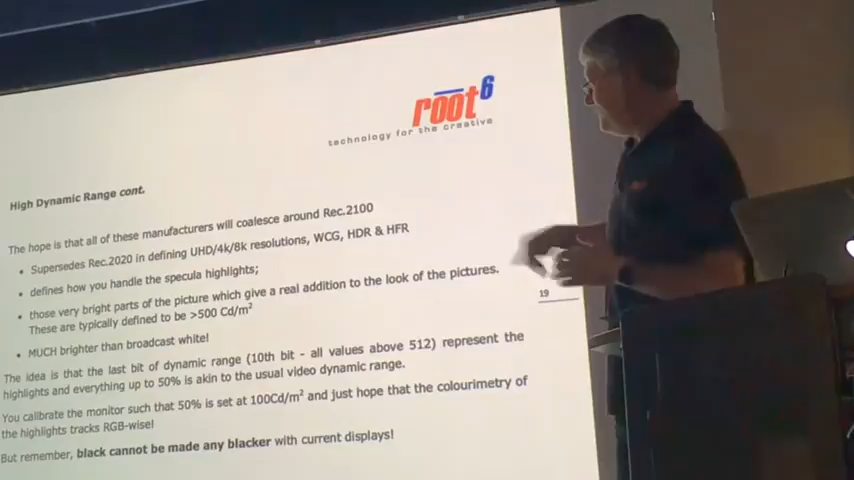 root6
technology for the creative
High Dynamic Range cont.
The hope is that all of these manufacturers will coalesce around Rec.2100
• Supersedes Rec.2020 in defining UHD/4k/8k resolutions, WCG, HDR & HFR
• defines how you handle the specula highlights;
• those very bright parts of the picture which give a real addition to the look of the pictures.
These are typically defined to be >500 Cd/m²
19
• MUCH brighter than broadcast white!
The idea is that the last bit of dynamic range (10th bit - all values above 512) represent the
highlights and everything up to 50% is akin to the usual video dynamic range.
You calibrate the monitor such that 50% is set at 100Cd/m² and just hope that the colourimetry of
the highlights tracks RGB-wise!
But remember, black cannot be made any blacker with current displays!